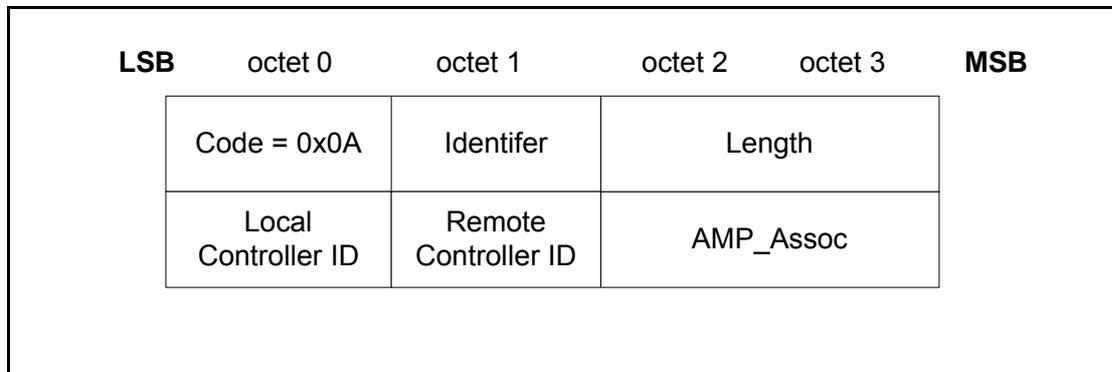 LSB octet 0 octet 1 octet 2 octet 3 MSB
Code = 0x0A Identifer Length
Local Controller ID Remote Controller ID AMP_Assoc